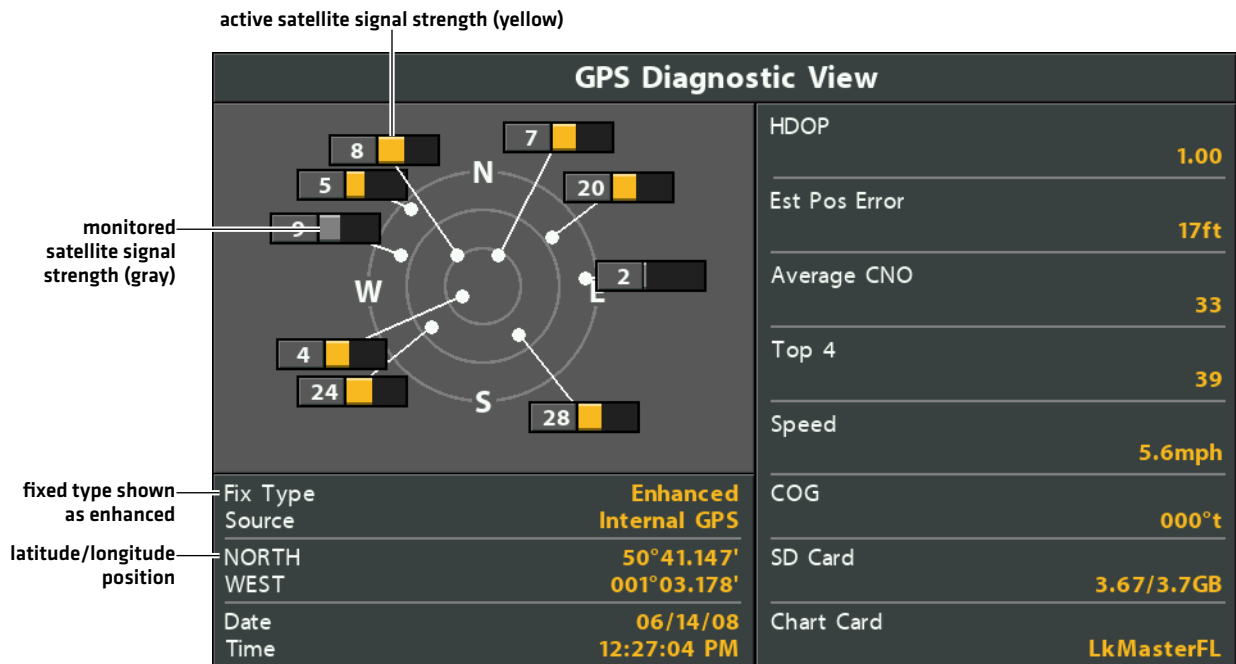 active satellite signal strength (yellow)
GPS Diagnostic View
8
7
5
20
9
N
W
E
S
2
4
24
28
monitored
satellite signal
strength (gray)
HDOP
1.00
Est Pos Error
17ft
Average CNO
33
Top 4
39
Speed
5.6mph
COG
000°t
SD Card
3.67/3.7GB
Chart Card
LkMasterFL
fixed type shown
as enhanced
Fix Type Enhanced
Source Internal GPS
latitude/longitude
position
NORTH 50°41.147'
WEST 001°03.178'
Date 06/14/08
Time 12:27:04 PM